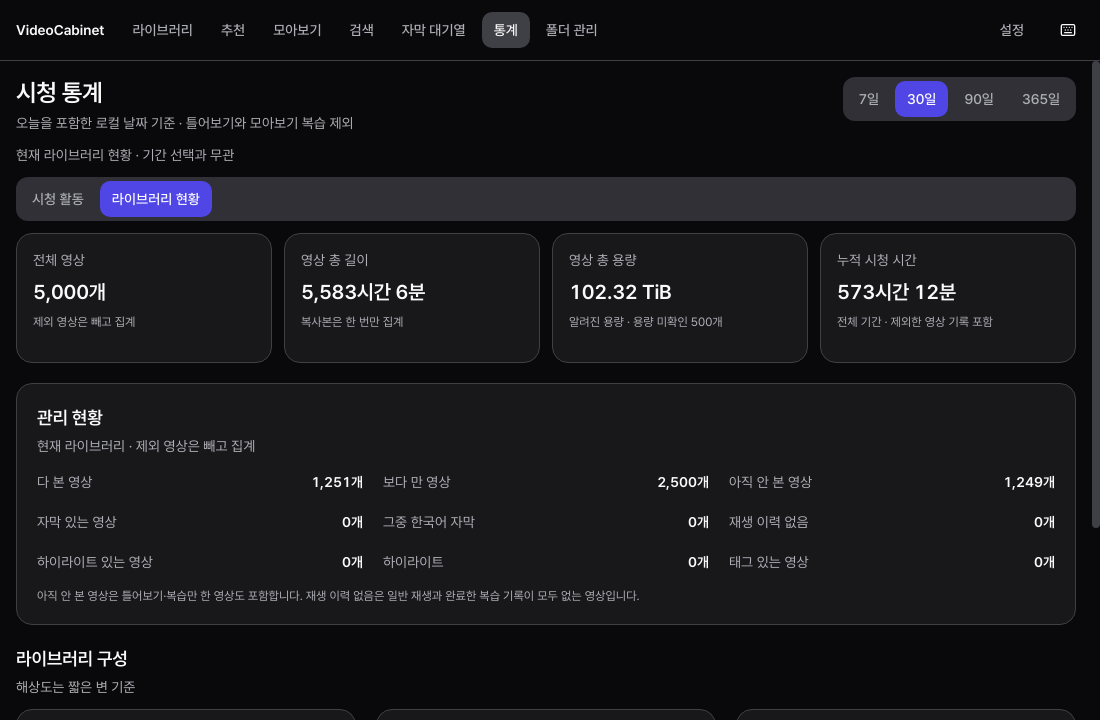 VideoCabinet 라이브러리 추천 모아보기 검색 자막 대기열 통계 폴더 관리 설정
시청 통계
7일 30일 90일 365일
오늘을 포함한 로컬 날짜 기준 · 틀어보기와 모아보기 복습 제외
현재 라이브러리 현황 · 기간 선택과 무관
시청 활동 라이브러리 현황
전체 영상
5,000개
제외 영상은 빼고 집계
영상 총 길이
5,583시간 6분
복사본은 한 번만 집계
영상 총 용량
102.32 TiB
알려진 용량 · 용량 미확인 500개
누적 시청 시간
573시간 12분
전체 기간 · 제외한 영상 기록 포함
관리 현황
현재 라이브러리 · 제외 영상은 빼고 집계
다 본 영상 1,251개 보다 만 영상 2,500개 아직 안 본 영상 1,249개
자막 있는 영상 0개 그중 한국어 자막 0개 재생 이력 없음 0개
하이라이트 있는 영상 0개 하이라이트 0개 태그 있는 영상 0개
아직 안 본 영상은 틀어보기·복습만 한 영상도 포함합니다. 재생 이력 없음은 일반 재생과 완료한 복습 기록이 모두 없는 영상입니다.
라이브러리 구성
해상도는 짧은 변 기준